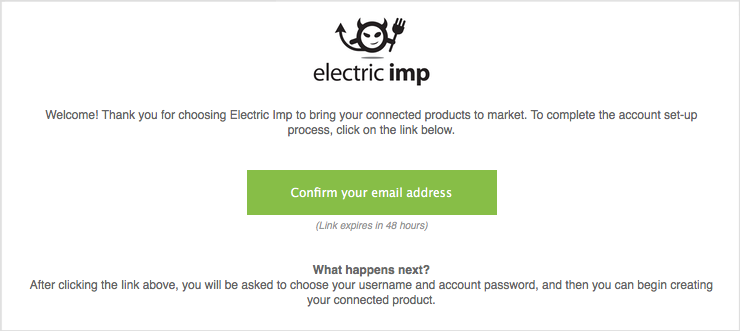 electric imp
Welcome! Thank you for choosing Electric Imp to bring your connected products to market. To complete the account set-up
process, click on the link below.
Confirm your email address
(Link expires in 48 hours)
What happens next?
After clicking the link above, you will be asked to choose your username and account password, and then you can begin creating
your connected product.